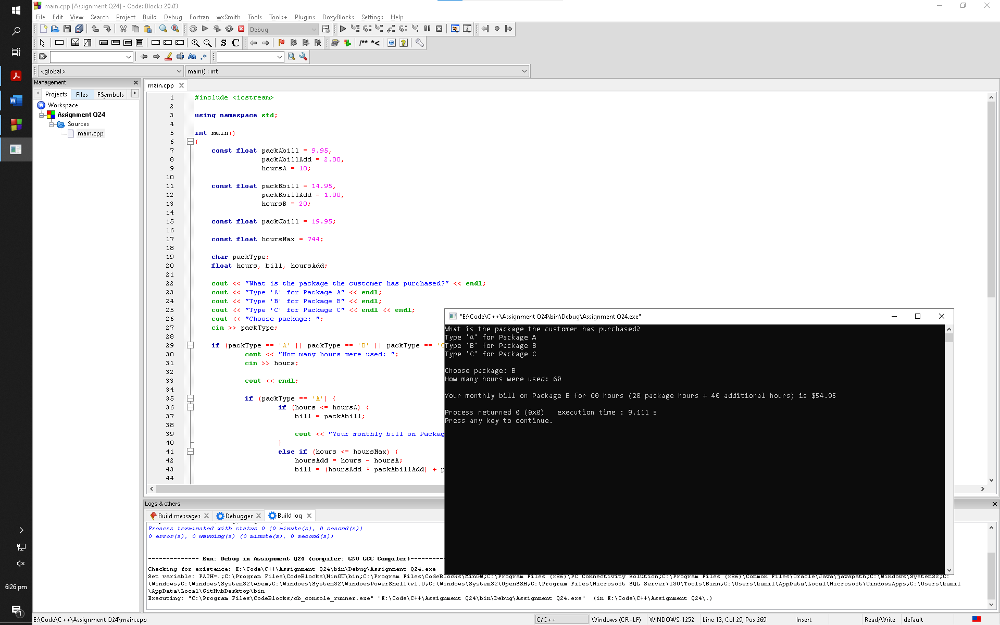 main.cpp [Assignment Q24] - Code::Blocks 20.03
File Edit View Search Project Build Debug Fortran wxSmith Tools Tools+ Plugins DoxyBlocks Settings Help
Debug
S C /** *<
Aa .*
<global> main() : int
Management
Projects Files FSymbols
Workspace
Assignment Q24
Sources
main.cpp
main.cpp
1 #include <iostream>
2
3 using namespace std;
4
5 int main()
6 {
7 const float packAbill = 9.95,
8 packAbillAdd = 2.00,
9 hoursA = 10;
10
11 const float packBbill = 14.95,
12 packBbillAdd = 1.00,
13 hoursB = 20;
14
15 const float packCbill = 19.95;
16
17 const float hoursMax = 744;
18
19 char packType;
20 float hours, bill, hoursAdd;
21
22 cout << "What is the package the customer has purchased?" << endl;
23 cout << "Type 'A' for Package A" << endl;
24 cout << "Type 'B' for Package B" << endl;
25 cout << "Type 'C' for Package C" << endl << endl;
26 cout << "Choose package: ";
27 cin >> packType;
28
29 if (packType == 'A' || packType == 'B' || packType == 'C
30 cout << "How many hours were used: ";
31 cin >> hours;
32
33 cout << endl;
34
35 if (packType == 'A') {
36 if (hours <= hoursA) {
37 bill = packAbill;
38
39 cout << "Your monthly bill on Packag
40 }
41 else if (hours <= hoursMax) {
42 hoursAdd = hours - hoursA;
43 bill = (hoursAdd * packAbillAdd) + p
44
"E:\Code\C++\Assignment Q24\bin\Debug\Assignment Q24.exe"
What is the package the customer has purchased?
Type 'A' for Package A
Type 'B' for Package B
Type 'C' for Package C
Choose package: B
How many hours were used: 60
Your monthly bill on Package B for 60 hours (20 package hours + 40 additional hours) is $54.95
Process returned 0 (0x0)   execution time : 9.111 s
Press any key to continue.
Logs & others
Build messages Debugger Build log
Process terminated with status 0 (0 minute(s), 0 second(s))
0 error(s), 0 warning(s) (0 minute(s), 0 second(s))
-------------- Run: Debug in Assignment Q24 (compiler: GNU GCC Compiler)----------
Checking for existence: E:\Code\C++\Assignment Q24\bin\Debug\Assignment Q24.exe
Set variable: PATH=.;C:\Program Files\CodeBlocks\MinGW\bin;C:\Program Files\CodeBlocks\MinGW;C:\Program Files (x86)\PC Connectivity Solution;C:\Program Files (x86)\Common Files\Oracle\Java\javapath;C:\Windows\System32;C:
\Windows;C:\Windows\System32\wbem;C:\Windows\System32\WindowsPowerShell\v1.0;C:\Windows\System32\OpenSSH;C:\Program Files\Microsoft SQL Server\130\Tools\Binn;C:\Users\kamil\AppData\Local\Microsoft\WindowsApps;C:\Users\kamil
\AppData\Local\GitHubDesktop\bin
Executing: "C:\Program Files\CodeBlocks/cb_console_runner.exe" "E:\Code\C++\Assignment Q24\bin\Debug\Assignment Q24.exe"  (in E:\Code\C++\Assignment Q24\.)
6:26 pm
1
E:\Code\C++\Assignment Q24\main.cpp C/C++ Windows (CR+LF) WINDOWS-1252 Line 13, Col 29, Pos 269 Insert Read/Write default